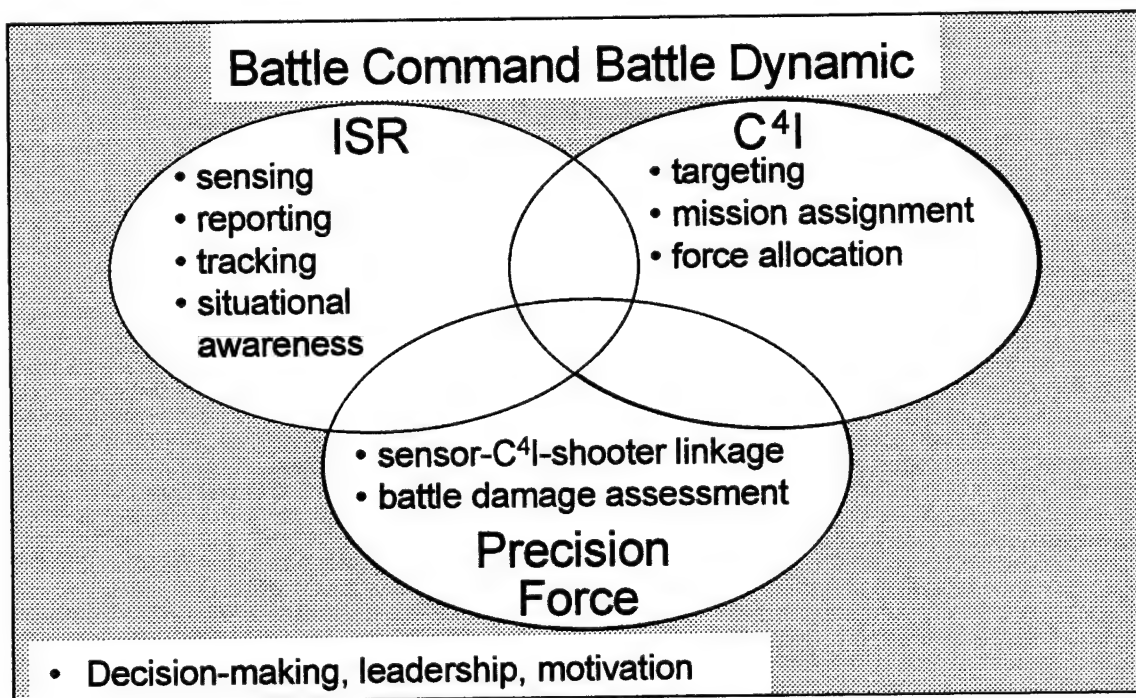 Battle Command Battle Dynamic
ISR
• sensing
• reporting
• tracking
• situational
awareness
C⁴I
• targeting
• mission assignment
• force allocation
• sensor-C⁴I-shooter linkage
• battle damage assessment
Precision
Force
• Decision-making, leadership, motivation